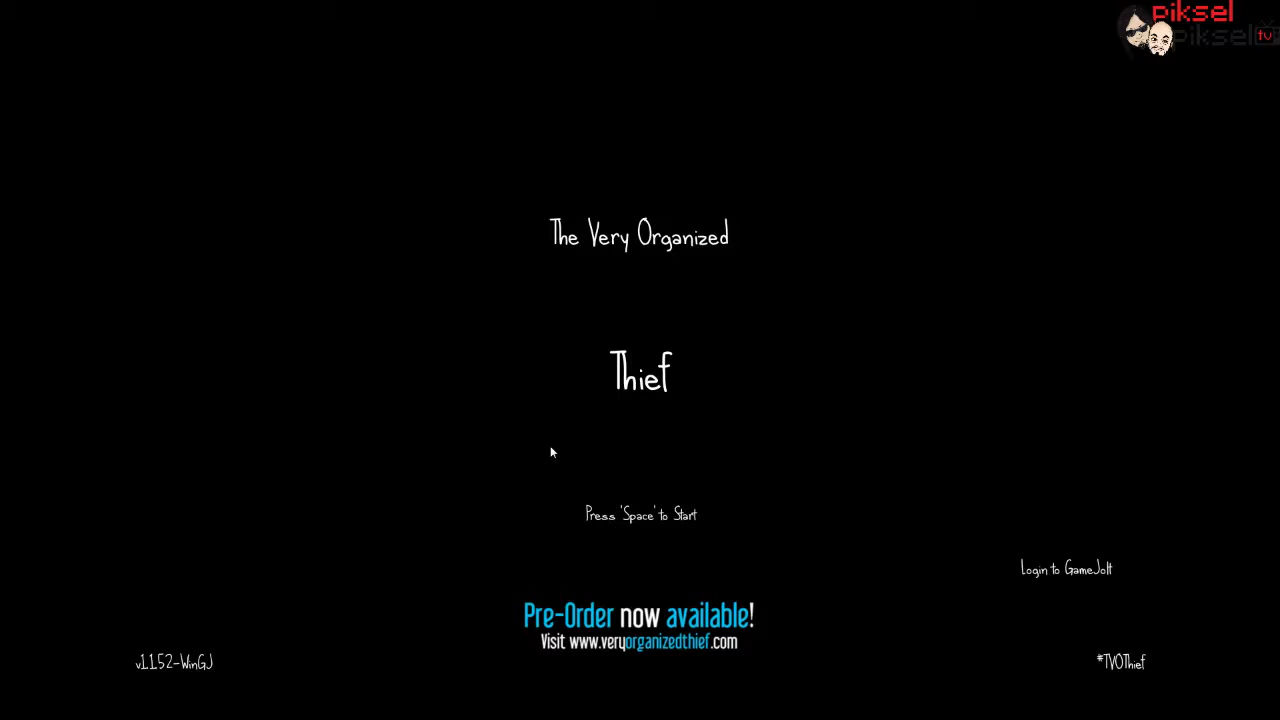 piksel
piksel tv
The Very Organized
Thief
Press 'Space' to Start
Login to GameJolt
Pre-Order now available!
Visit www.veryorganizedthief.com
v1.1.52-WinGJ
#TVOThief